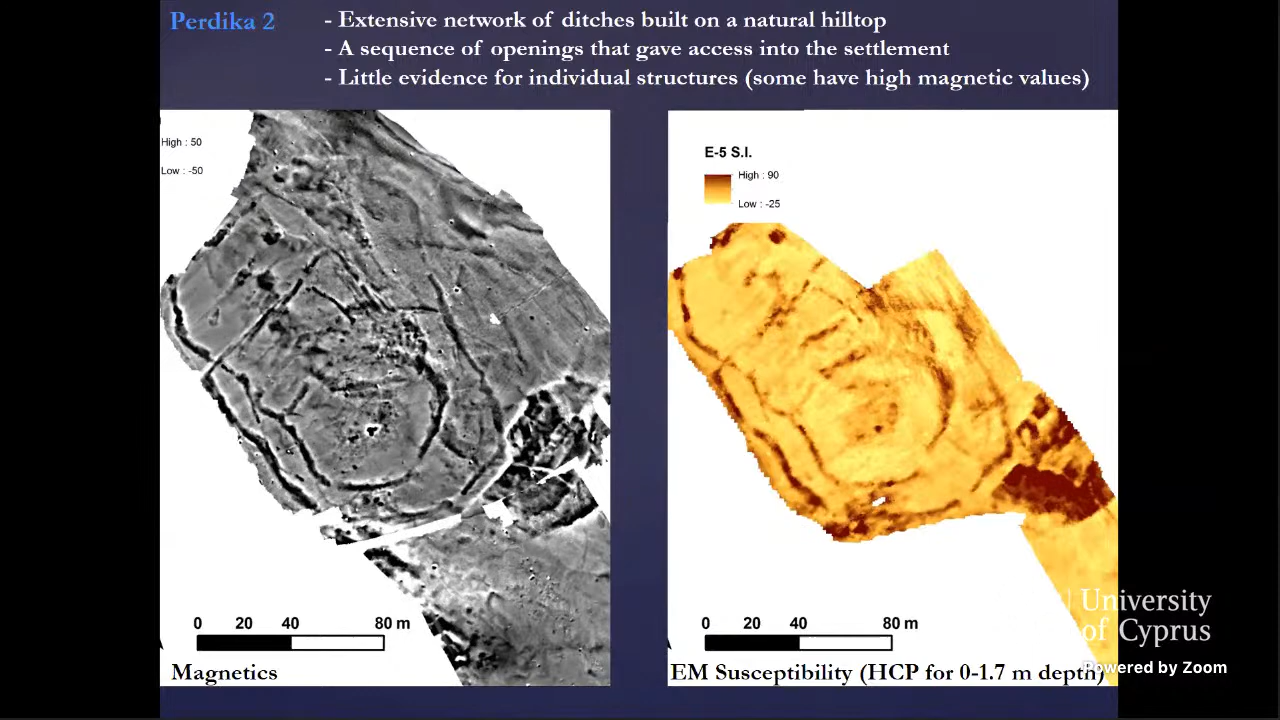 Perdika 2
- Extensive network of ditches built on a natural hilltop
- A sequence of openings that gave access into the settlement
- Little evidence for individual structures (some have high magnetic values)
High : 50
Low : -50
E-5 S.I.
High : 90
Low : -25
0 20 40 80 m
Magnetics
0 20 40 80 m
EM Susceptibility (HCP for 0-1.7 m depth)
University
of Cyprus
Powered by Zoom